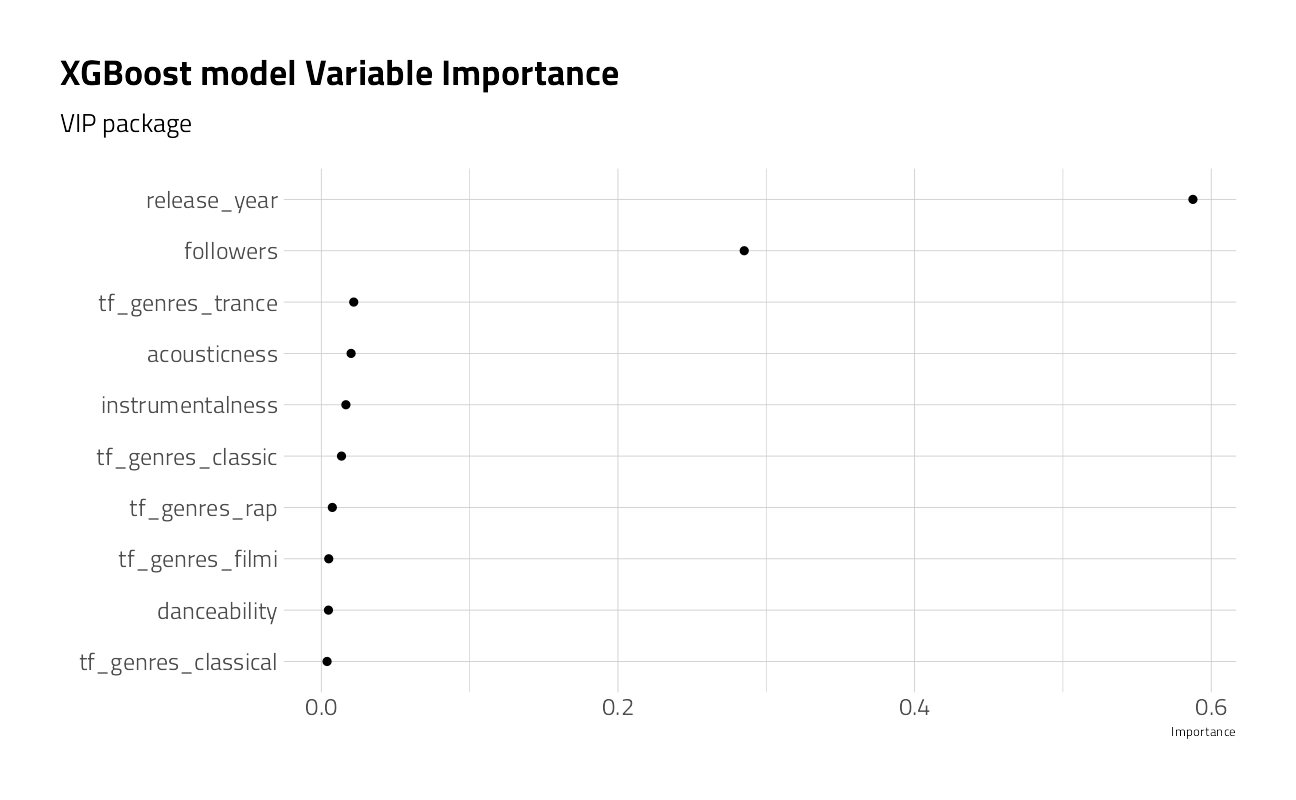 XGBoost model Variable Importance
VIP package
release_year
followers
tf_genres_trance
acousticness
instrumentalness
tf_genres_classic
tf_genres_rap
tf_genres_filmi
danceability
tf_genres_classical
0.0 0.2 0.4 0.6
Importance